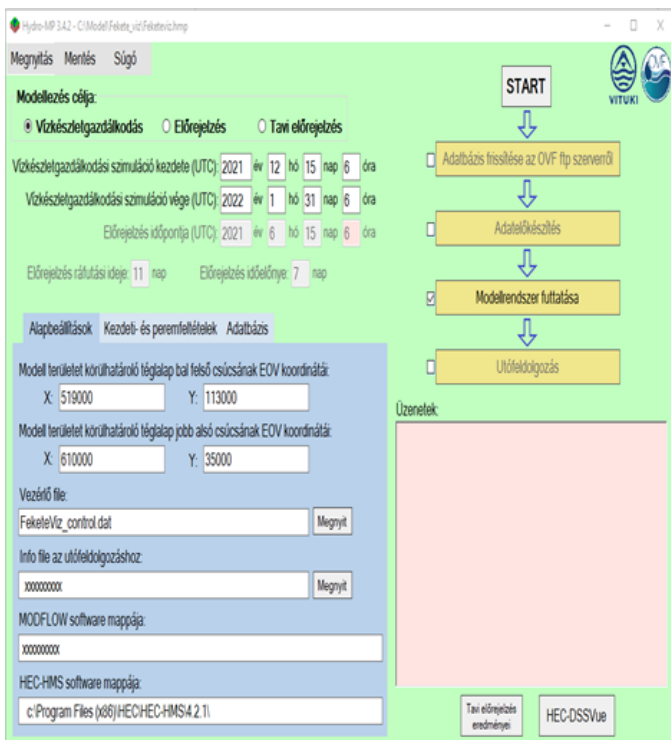 Hydro-MP 3.4.2 - C:\Model\Fekete_víz\Feketeviz.hmp
Megnyitás Mentés Súgó
Modellezés célja:
Vízkészletgazdálkodás Előrejelzés Tavi előrejelzés
Vízkészletgazdálkodási szimuláció kezdete (UTC): 2021 év 12 hó 15 nap 6 óra
Vízkészletgazdálkodási szimuláció vége (UTC): 2022 év 1 hó 31 nap 6 óra
Előrejelzés időpontja (UTC): 2021 év 6 hó 15 nap 6 óra
Előrejelzés ráfutási ideje: 11 nap Előrejelzés időelőnye: 7 nap
Alapbeállítások Kezdeti- és peremfeltételek Adatbázis
Modell területet körülhatároló téglalap bal felső csúcsának EOV koordinátái:
X: 519000 Y: 113000
Modell területet körülhatároló téglalap jobb alsó csúcsának EOV koordinátái:
X: 610000 Y: 35000
Vezérlő file:
FeketeViz_control.dat Megnyit
Info file az utófeldolgozáshoz:
xxxxxxxxx Megnyit
MODFLOW software mappája:
xxxxxxxxx
HEC-HMS software mappája:
c:\Program Files (x86)\HEC\HEC-HMS\4.2.1\
START
VITUKI
OVF
Adatbázis frissítése az OVF ftp szerverről
Adatelőkészítés
Modellrendszer futtatása
Utófeldolgozás
Üzenetek:
Tavi előrejelzés
eredményei
HEC-DSSVue